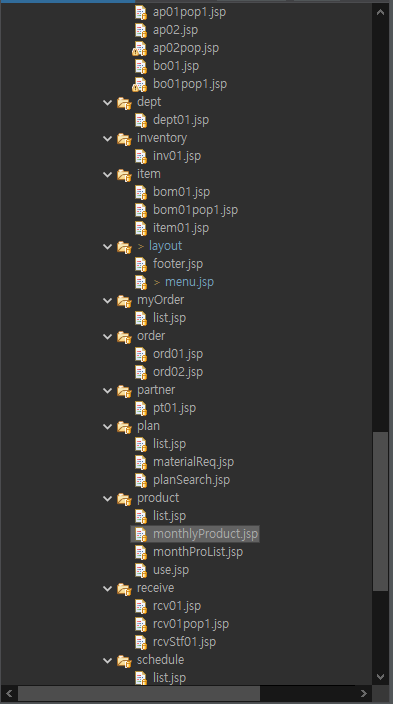 ap01pop1.jsp
ap02.jsp
ap02pop.jsp
bo01.jsp
bo01pop1.jsp
dept
dept01.jsp
inventory
inv01.jsp
item
bom01.jsp
bom01pop1.jsp
item01.jsp
> layout
footer.jsp
> menu.jsp
myOrder
list.jsp
order
ord01.jsp
ord02.jsp
partner
pt01.jsp
plan
list.jsp
materialReq.jsp
planSearch.jsp
product
list.jsp
monthlyProduct.jsp
monthProList.jsp
use.jsp
receive
rcv01.jsp
rcv01pop1.jsp
rcvStf01.jsp
schedule
list.jsp